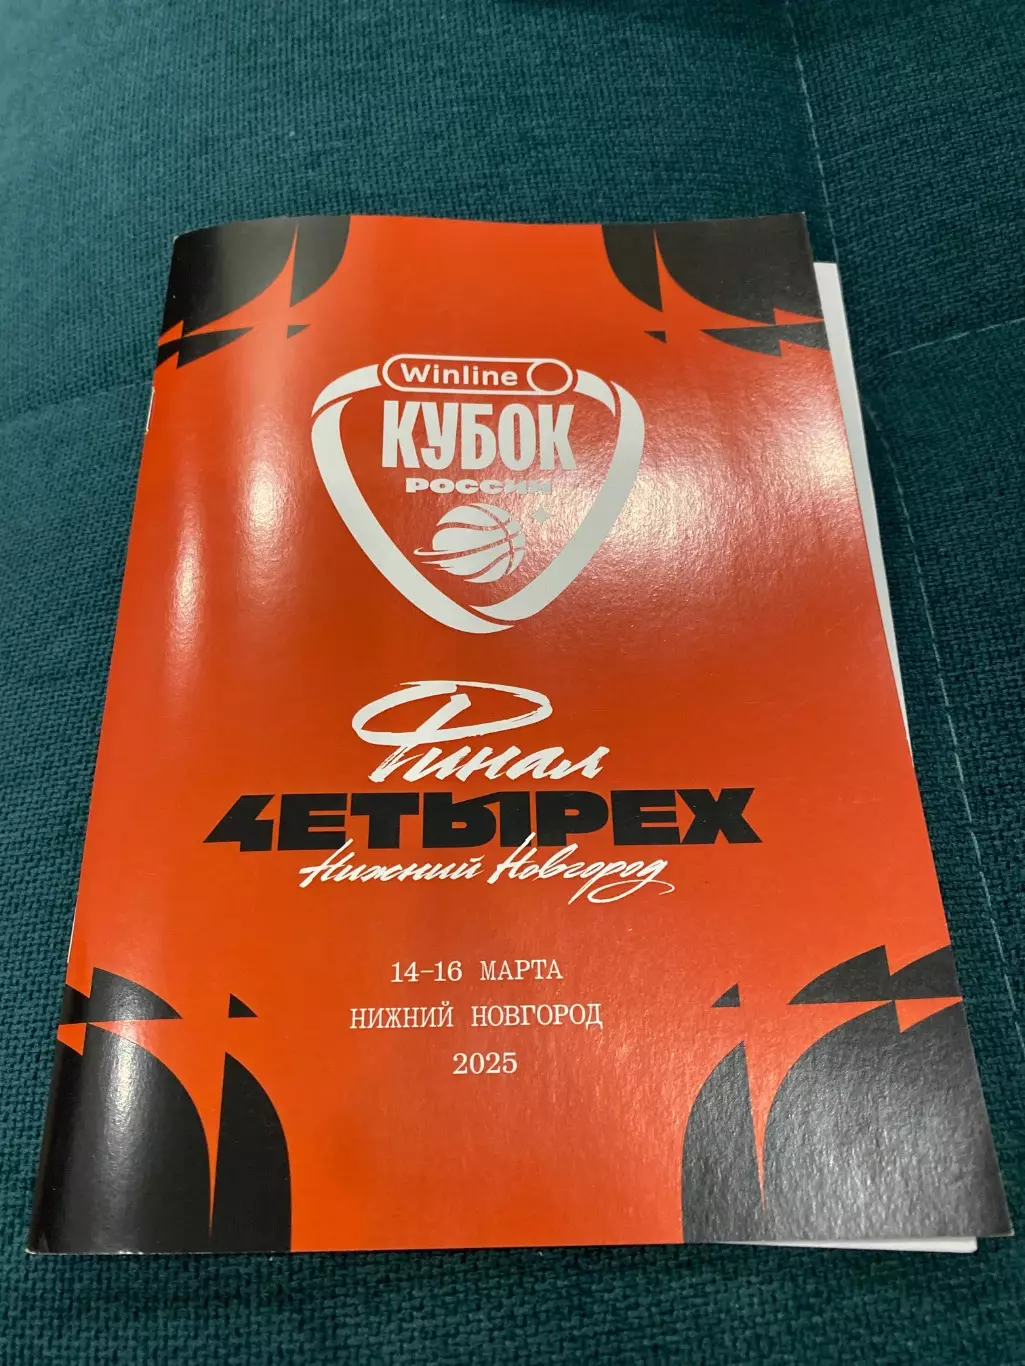 Winline
КУБОК
РОССИИ
Финал
4ЕТЫРЕХ
Нижний Новгород
14-16 МАРТА
НИЖНИЙ НОВГОРОД
2025